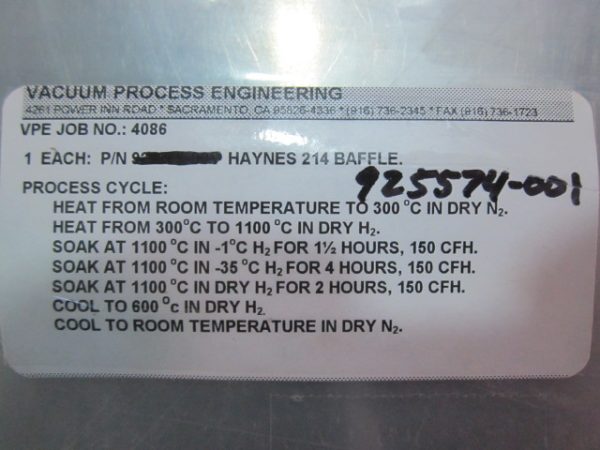 VACUUM PROCESS ENGINEERING
4261 POWER INN ROAD * SACRAMENTO, CA 95826-4336 * (916) 736-2345 * FAX (916) 736-1723
VPE JOB NO.: 4086
1 EACH: P/N HAYNES 214 BAFFLE.
925574-001
PROCESS CYCLE:
HEAT FROM ROOM TEMPERATURE TO 300 °C IN DRY N₂.
HEAT FROM 300°C TO 1100 °C IN DRY H₂.
SOAK AT 1100 °C IN -1°C H₂ FOR 1½ HOURS, 150 CFH.
SOAK AT 1100 °C IN -35 °C H₂ FOR 4 HOURS, 150 CFH.
SOAK AT 1100 °C IN DRY H₂ FOR 2 HOURS, 150 CFH.
COOL TO 600 °c IN DRY H₂.
COOL TO ROOM TEMPERATURE IN DRY N₂.